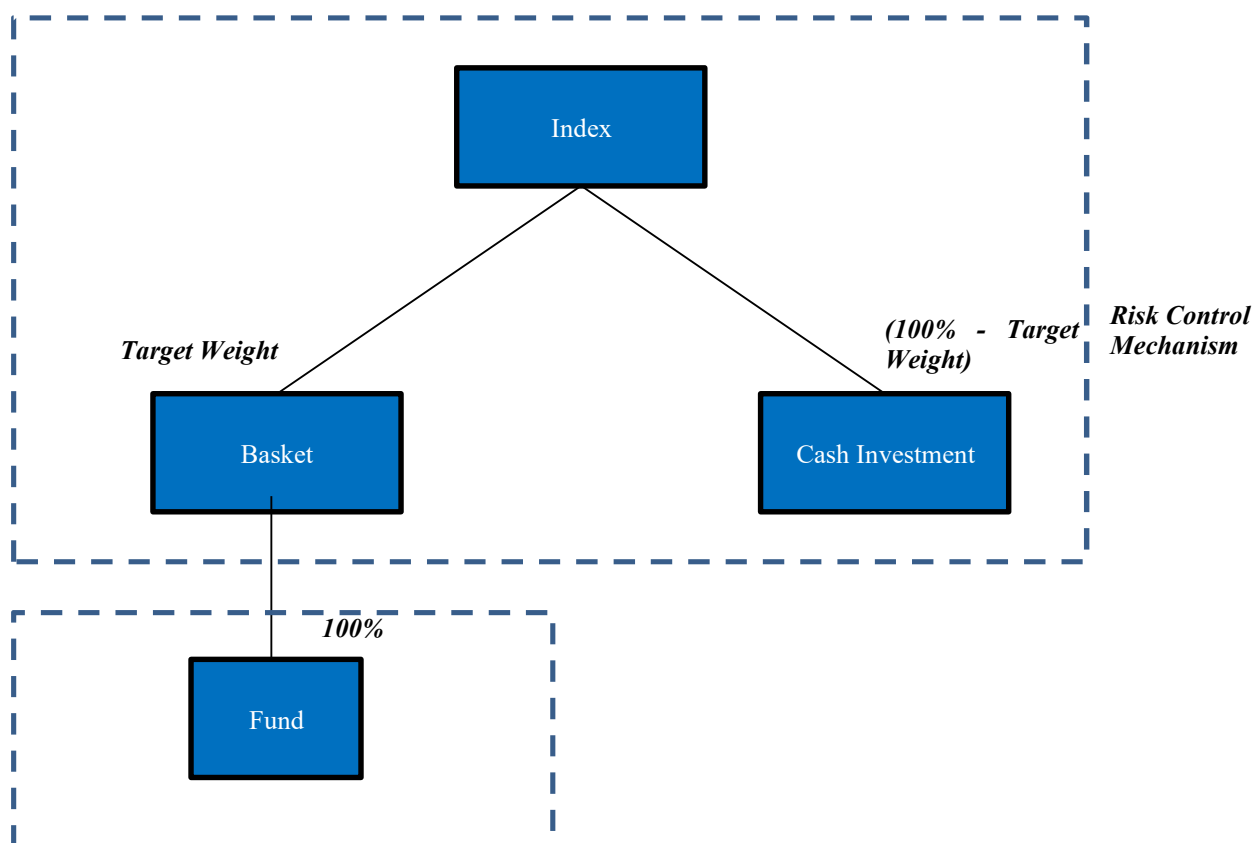 Index
Target Weight
(100% - Target
Weight)
Risk Control
Mechanism
Basket
Cash Investment
100%
Fund